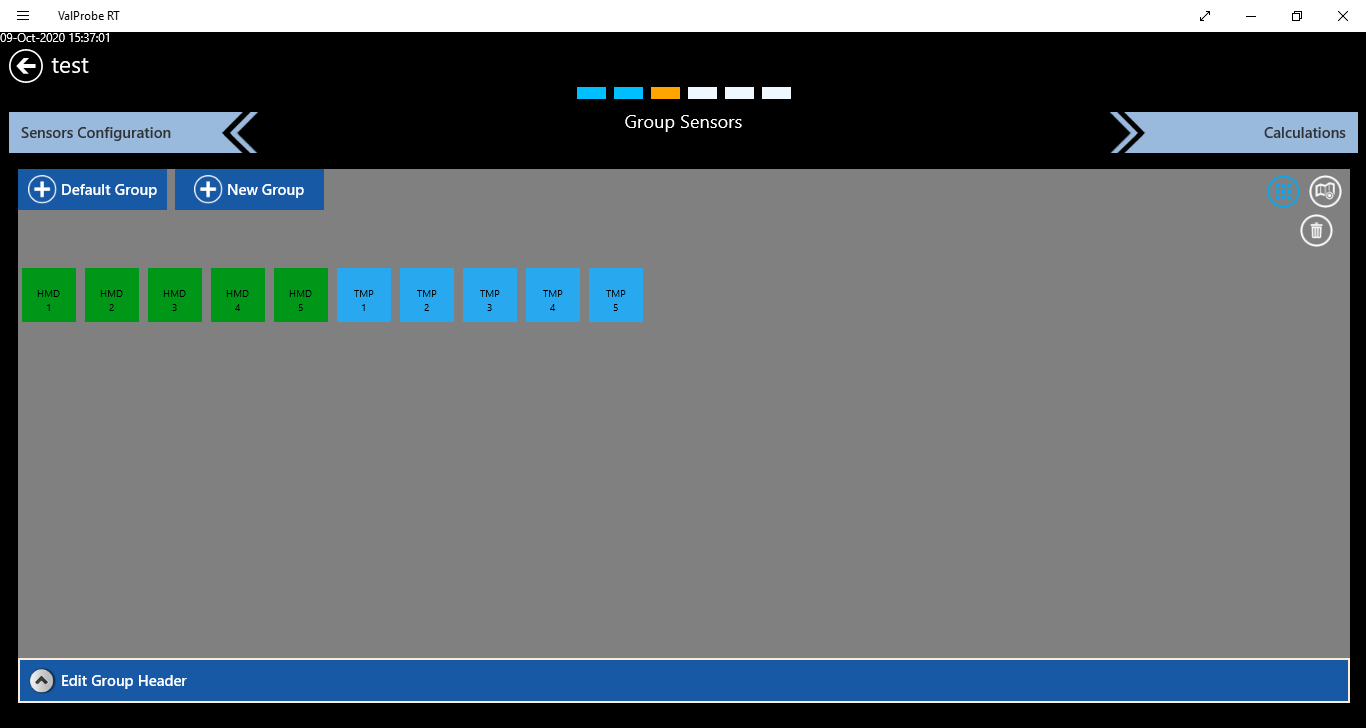 ValProbe RT
09-Oct-2020 15:37:01
test
Sensors Configuration
Group Sensors
Calculations
Default Group
New Group
HMD
1
HMD
2
HMD
3
HMD
4
HMD
5
TMP
1
TMP
2
TMP
3
TMP
4
TMP
5
Edit Group Header